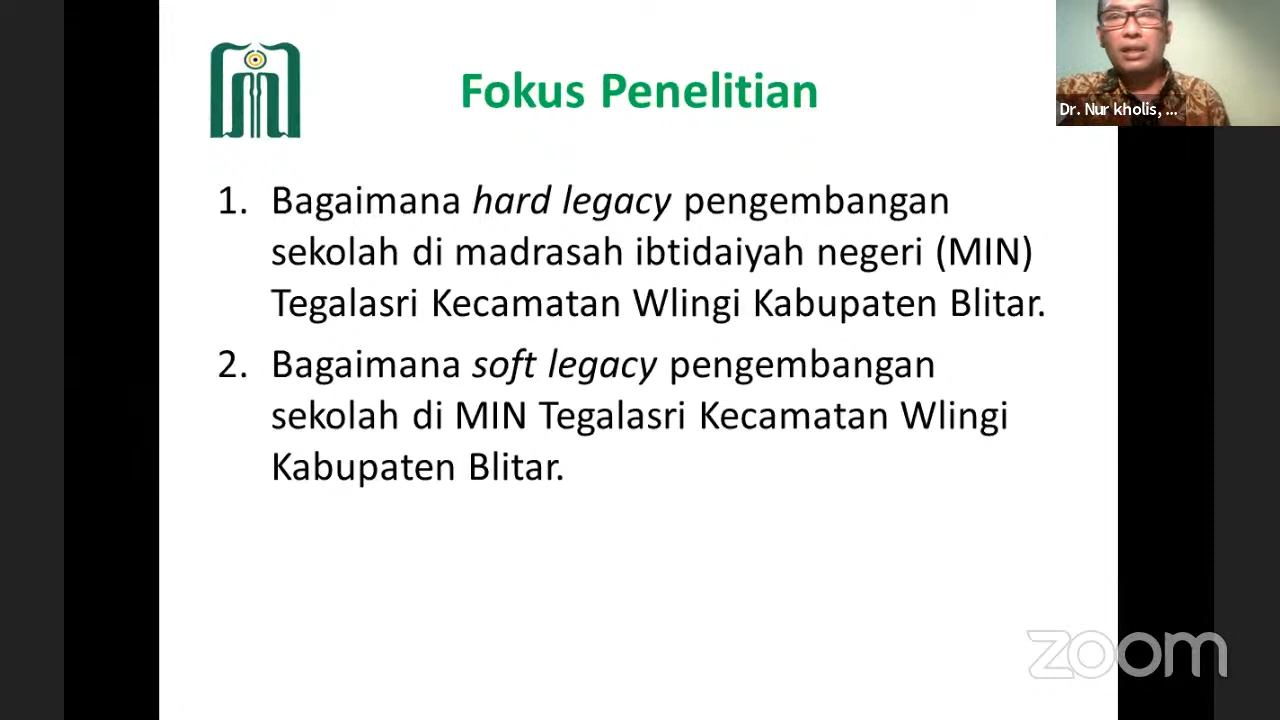 Fokus Penelitian
Dr. Nur kholis, ...
1. Bagaimana hard legacy pengembangan
sekolah di madrasah ibtidaiyah negeri (MIN)
Tegalasri Kecamatan Wlingi Kabupaten Blitar.
2. Bagaimana soft legacy pengembangan
sekolah di MIN Tegalasri Kecamatan Wlingi
Kabupaten Blitar.
zoom